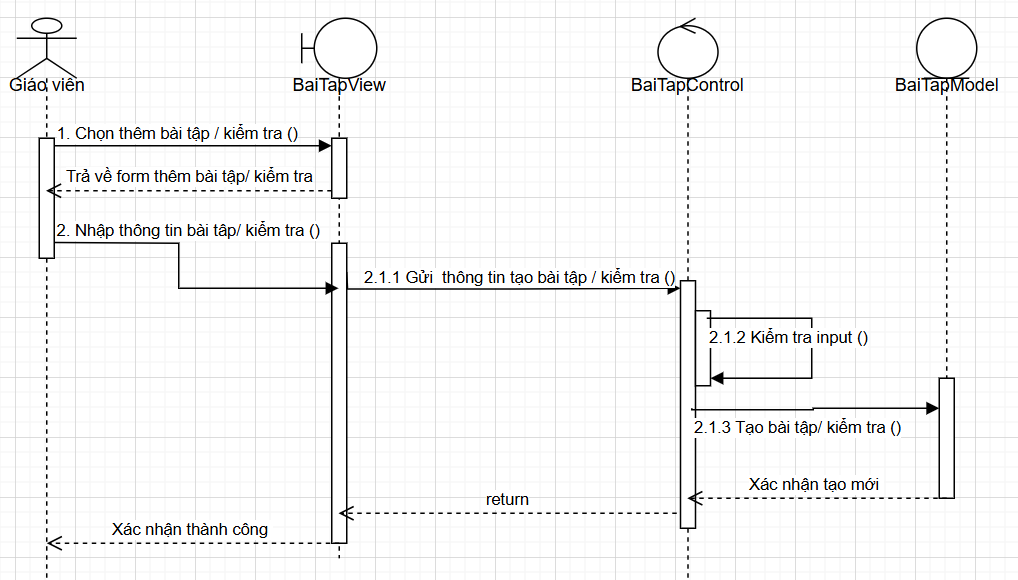 Giáo viên
BaiTapView
BaiTapControl
BaiTapModel
1. Chọn thêm bài tập / kiểm tra ()
Trả về form thêm bài tập/ kiểm tra
2. Nhập thông tin bài tâp/ kiểm tra ()
2.1.1 Gửi thông tin tạo bài tập / kiểm tra ()
2.1.2 Kiểm tra input ()
2.1.3 Tạo bài tập/ kiểm tra ()
Xác nhận tạo mới
return
Xác nhận thành công